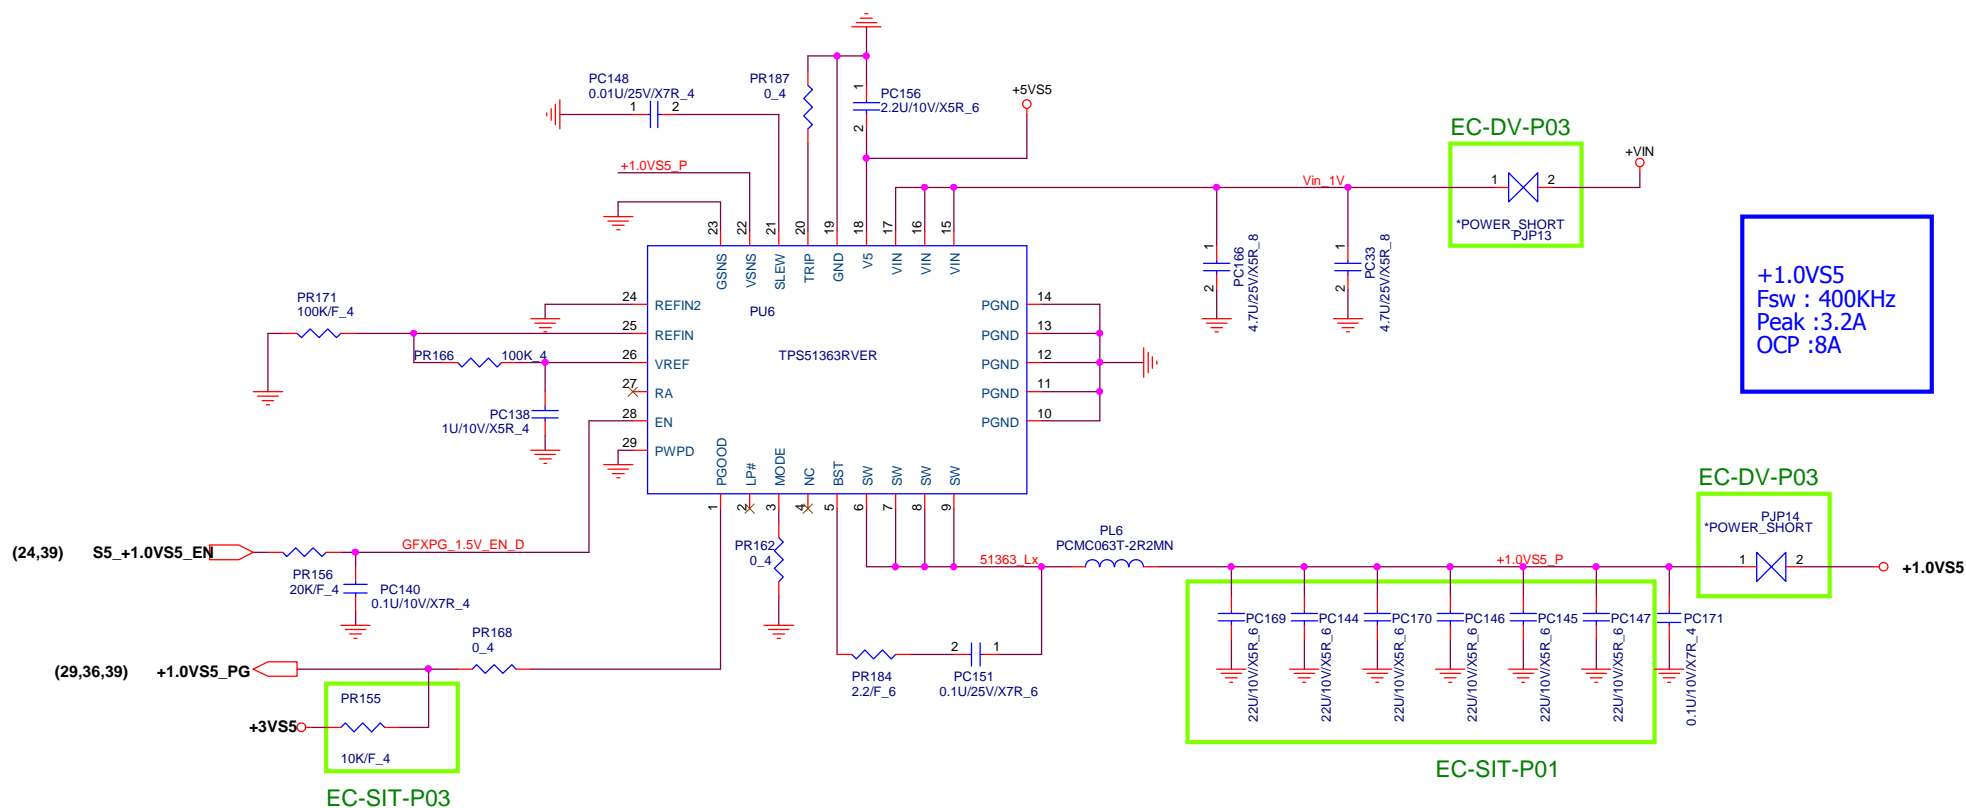 PC148
0.01U/25V/X7R_4
1
2
PR187
0_4
1
PC156
2.2U/10V/X5R_6
2
+5VS5
EC-DV-P03
+VIN
1
2
*POWER_SHORT
PJP13
+1.0VS5_P
Vin_1V
1
PC166
2
4.7U/25V/X5R_8
1
PC33
2
4.7U/25V/X5R_8
+1.0VS5
Fsw : 400KHz
Peak :3.2A
OCP :8A
23
22
21
20
19
18
17
16
15
GSNS
VSNS
SLEW
TRIP
GND
V5
VIN
VIN
VIN
PU6
TPS51363RVER
PR171
100K/F_4
24
REFIN2
25
REFIN
PR166
100K_4
26
VREF
27
RA
PC138
1U/10V/X5R_4
28
EN
29
PWPD
PGND
14
PGND
13
PGND
12
PGND
11
PGND
10
PGOOD
LP#
MODE
NC
BST
SW
SW
SW
SW
1
2
3
4
5
6
7
8
9
(24,39)
S5_+1.0VS5_EN
GFXPG_1.5V_EN_D
PR156
20K/F_4
PC140
0.1U/10V/X7R_4
PR162
0_4
51363_Lx
PL6
PCMC063T-2R2MN
+1.0VS5_P
EC-DV-P03
PJP14
*POWER_SHORT
1
2
+1.0VS5
PR168
0_4
(29,36,39)
+1.0VS5_PG
PR155
+3VS5
10K/F_4
EC-SIT-P03
PR184
2.2/F_6
2
1
PC151
0.1U/25V/X7R_6
PC169
22U/10V/X5R_6
PC144
22U/10V/X5R_6
PC170
22U/10V/X5R_6
PC146
22U/10V/X5R_6
PC145
22U/10V/X5R_6
PC147
22U/10V/X5R_6
PC171
0.1U/10V/X7R_4
EC-SIT-P01